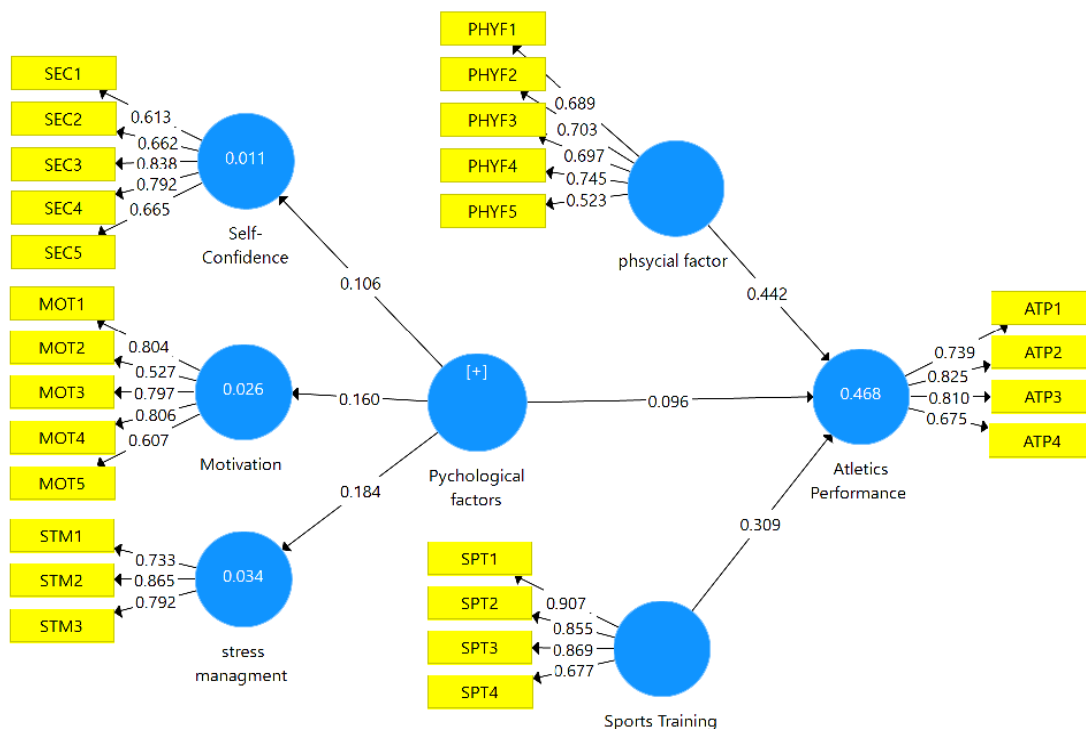 SEC1
SEC2
SEC3
SEC4
SEC5
0.613
0.662
0.838
0.792
0.665
0.011
Self-
Confidence
0.106
MOT1
MOT2
MOT3
MOT4
MOT5
0.804
0.527
0.797
0.806
0.607
0.026
Motivation
0.160
STM1
STM2
STM3
0.733
0.865
0.792
0.034
stress
managment
0.184
[+]
Pychological
factors
0.096
PHYF1
PHYF2
PHYF3
PHYF4
PHYF5
0.689
0.703
0.697
0.745
0.523
phsycial factor
0.442
SPT1
SPT2
SPT3
SPT4
0.907
0.855
0.869
0.677
Sports Training
0.309
0.468
Atletics
Performance
0.739
0.825
0.810
0.675
ATP1
ATP2
ATP3
ATP4